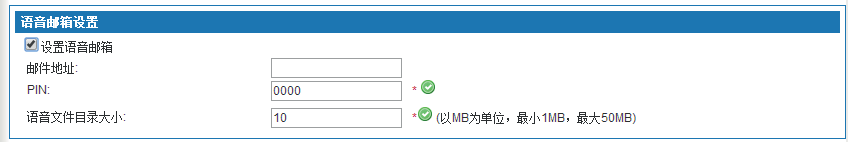 语音邮箱设置
设置语音邮箱
邮件地址:
PIN: 0000 *
语音文件目录大小: 10 * (以MB为单位，最小1MB，最大50MB)